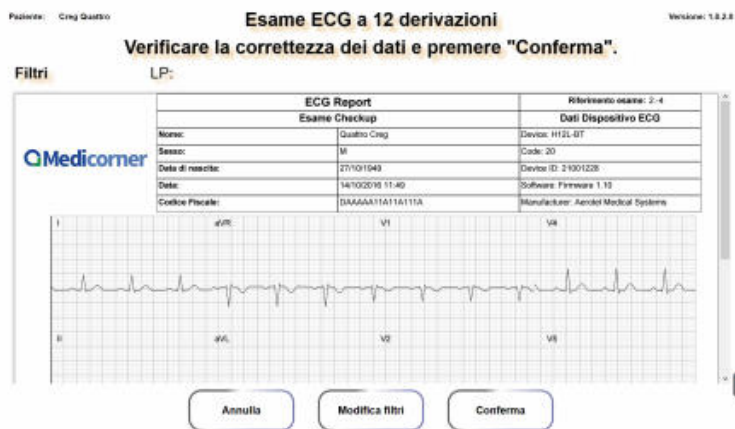 Paziente: Creg Quattro
Esame ECG a 12 derivazioni
Versione: 1.0.2.8
Verificare la correttezza dei dati e premere "Conferma".
Filtri LP:
Medicorner
ECG Report
Riferimento esame: 2-4
Esame Checkup
Dati Dispositivo ECG
Nome: Quattro Creg
Device: H12L-BT
Sesso: M
Code: 20
Data di nascita: 27/10/1949
Device ID: 21001228
Data: 14/10/2016 11:49
Software: Firmware 1.10
Codice Fiscale: DAAAAA11A11A111A
Manufacturer: Aerotel Medical Systems
I aVR V1 V4
II aVL V2 V5
Annulla Modifica filtri Conferma